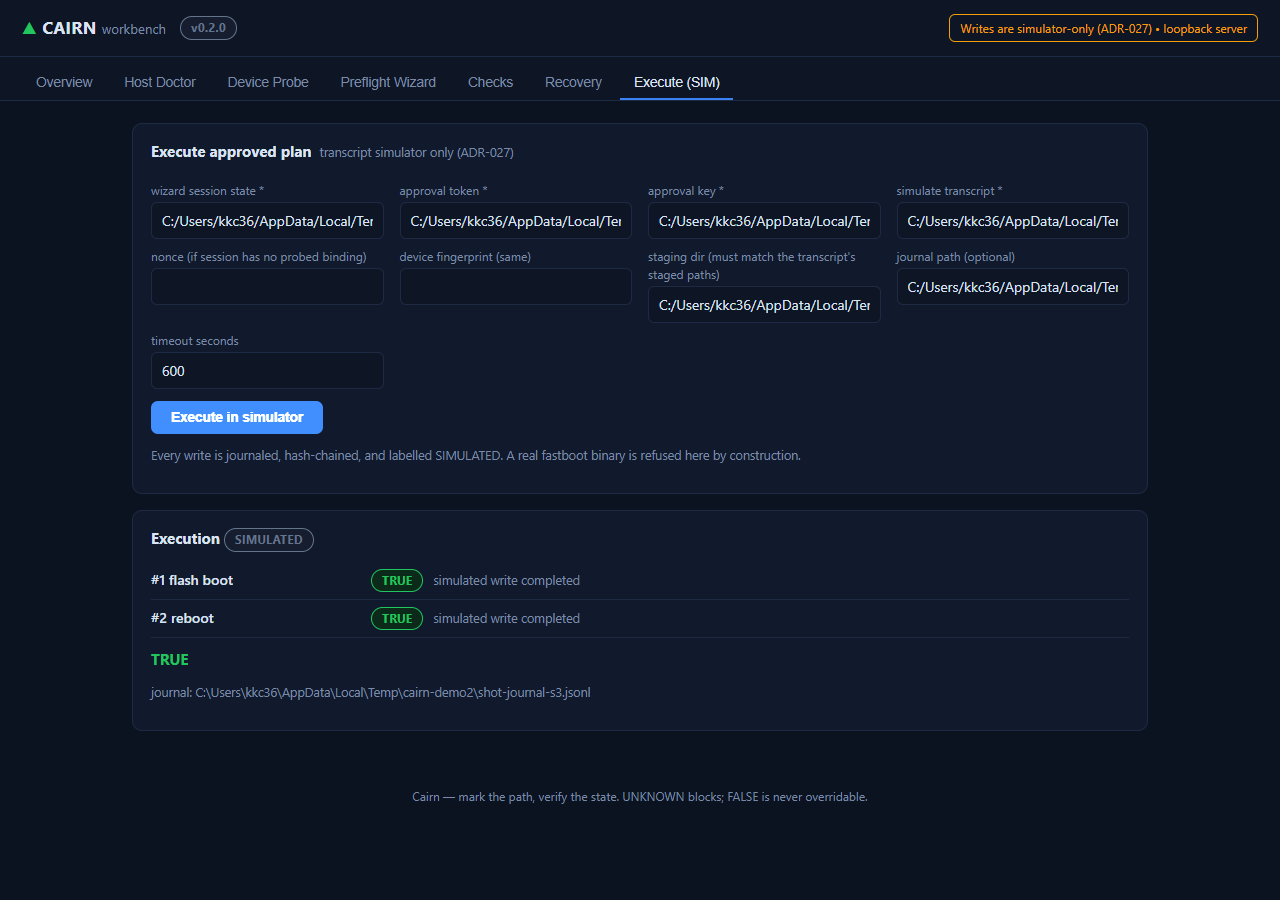 CAIRN workbench v0.2.0
Writes are simulator-only (ADR-027) • loopback server
Overview Host Doctor Device Probe Preflight Wizard Checks Recovery Execute (SIM)
Execute approved plan transcript simulator only (ADR-027)
wizard session state * approval token * approval key * simulate transcript *
C:/Users/kkc36/AppData/Local/Ter C:/Users/kkc36/AppData/Local/Ter C:/Users/kkc36/AppData/Local/Ter C:/Users/kkc36/AppData/Local/Ter
nonce (if session has no probed binding) device fingerprint (same) staging dir (must match the transcript's journal path (optional)
staged paths)
C:/Users/kkc36/AppData/Local/Ter C:/Users/kkc36/AppData/Local/Ter
timeout seconds
600
Execute in simulator
Every write is journaled, hash-chained, and labelled SIMULATED. A real fastboot binary is refused here by construction.
Execution SIMULATED
#1 flash boot TRUE simulated write completed
#2 reboot TRUE simulated write completed
TRUE
journal: C:\Users\kkc36\AppData\Local\Temp\cairn-demo2\shot-journal-s3.jsonl
Cairn — mark the path, verify the state. UNKNOWN blocks; FALSE is never overridable.